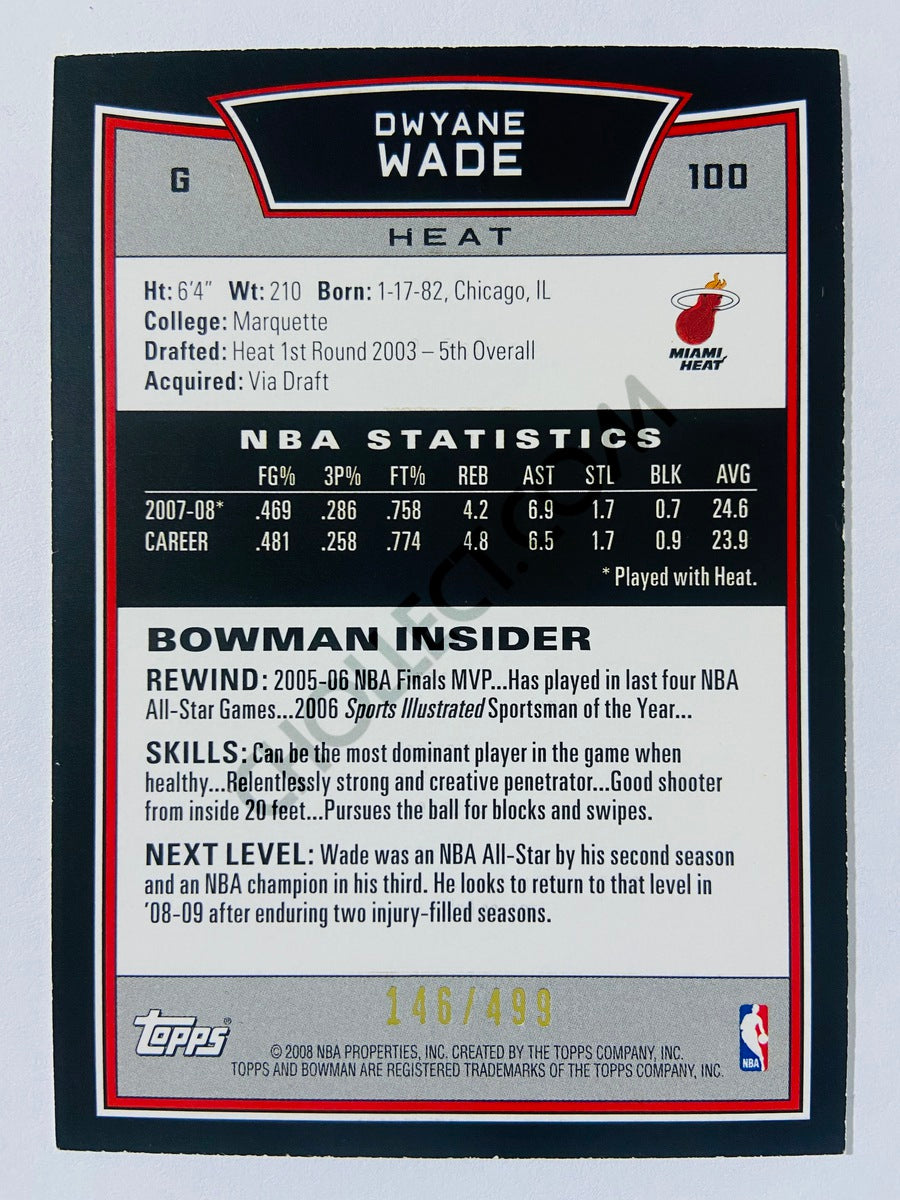 DWYANE
WADE
G
100
HEAT
Ht: 6'4" Wt: 210 Born: 1-17-82, Chicago, IL
College: Marquette
Drafted: Heat 1st Round 2003 – 5th Overall
Acquired: Via Draft
MIAMI
HEAT
NBA STATISTICS
FG% 3P% FT% REB AST STL BLK AVG
2007-08* .469 .286 .758 4.2 6.9 1.7 0.7 24.6
CAREER .481 .258 .774 4.8 6.5 1.7 0.9 23.9
* Played with Heat.
CHOLLECT.COM
BOWMAN INSIDER
REWIND: 2005-06 NBA Finals MVP...Has played in last four NBA
All-Star Games...2006 Sports Illustrated Sportsman of the Year...
SKILLS: Can be the most dominant player in the game when
healthy...Relentlessly strong and creative penetrator...Good shooter
from inside 20 feet...Pursues the ball for blocks and swipes.
NEXT LEVEL: Wade was an NBA All-Star by his second season
and an NBA champion in his third. He looks to return to that level in
'08-09 after enduring two injury-filled seasons.
146/499
Topps®
© 2008 NBA PROPERTIES, INC. CREATED BY THE TOPPS COMPANY, INC.
TOPPS AND BOWMAN ARE REGISTERED TRADEMARKS OF THE TOPPS COMPANY, INC.
NBA